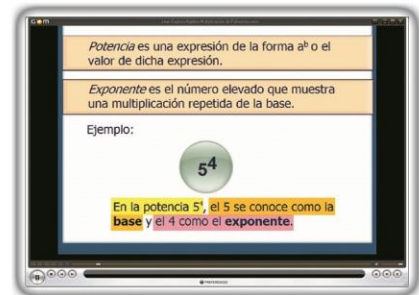 GOM
Potencia es una expresión de la forma aᵇ o el
valor de dicha expresión.
Exponente es el número elevado que muestra
una multiplicación repetida de la base.
Ejemplo:
5⁴
En la potencia 5⁴, el 5 se conoce como la
base y el 4 como el exponente.